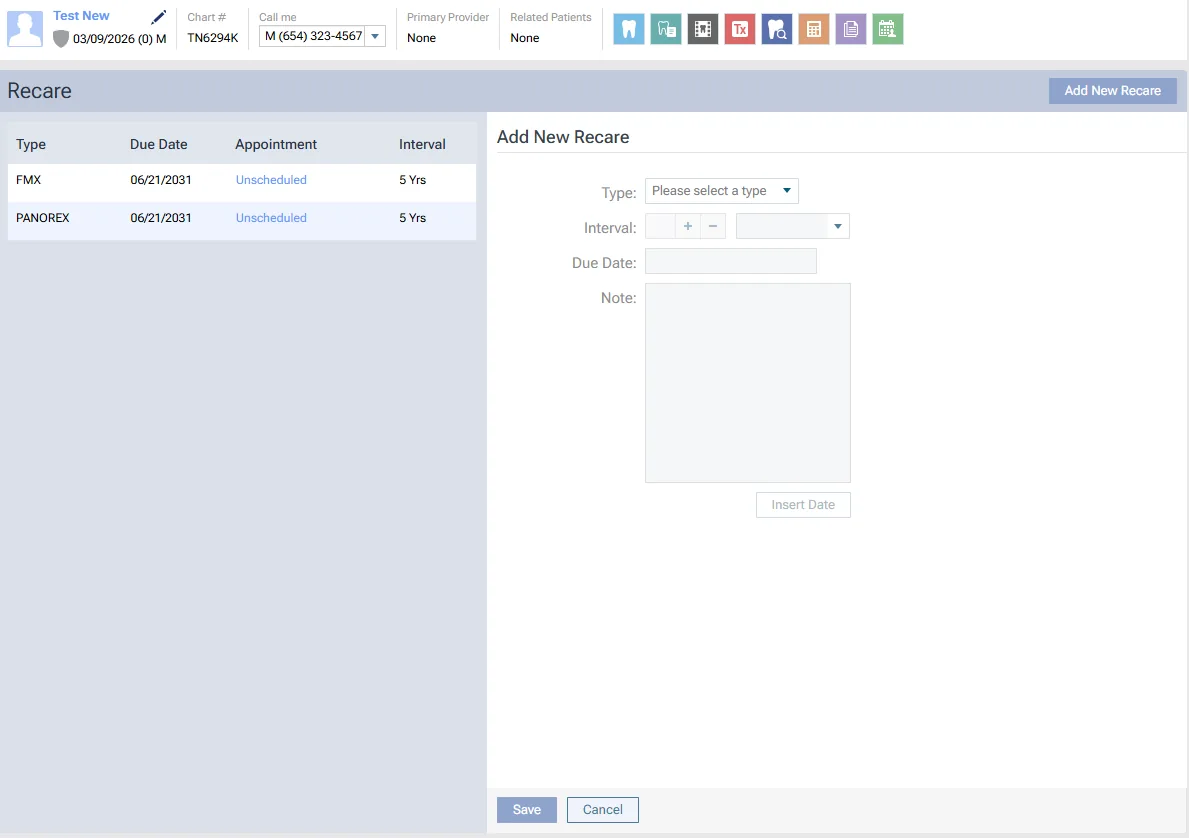 Test New
03/09/2026 (0) M
Chart #
TN6294K
Call me
M (654) 323-4567
Primary Provider
None
Related Patients
None
Tx
Recare
Add New Recare
Type Due Date Appointment Interval
FMX 06/21/2031 Unscheduled 5 Yrs
PANOREX 06/21/2031 Unscheduled 5 Yrs
Add New Recare
Type: Please select a type
Interval: + −
Due Date:
Note:
Insert Date
Save Cancel